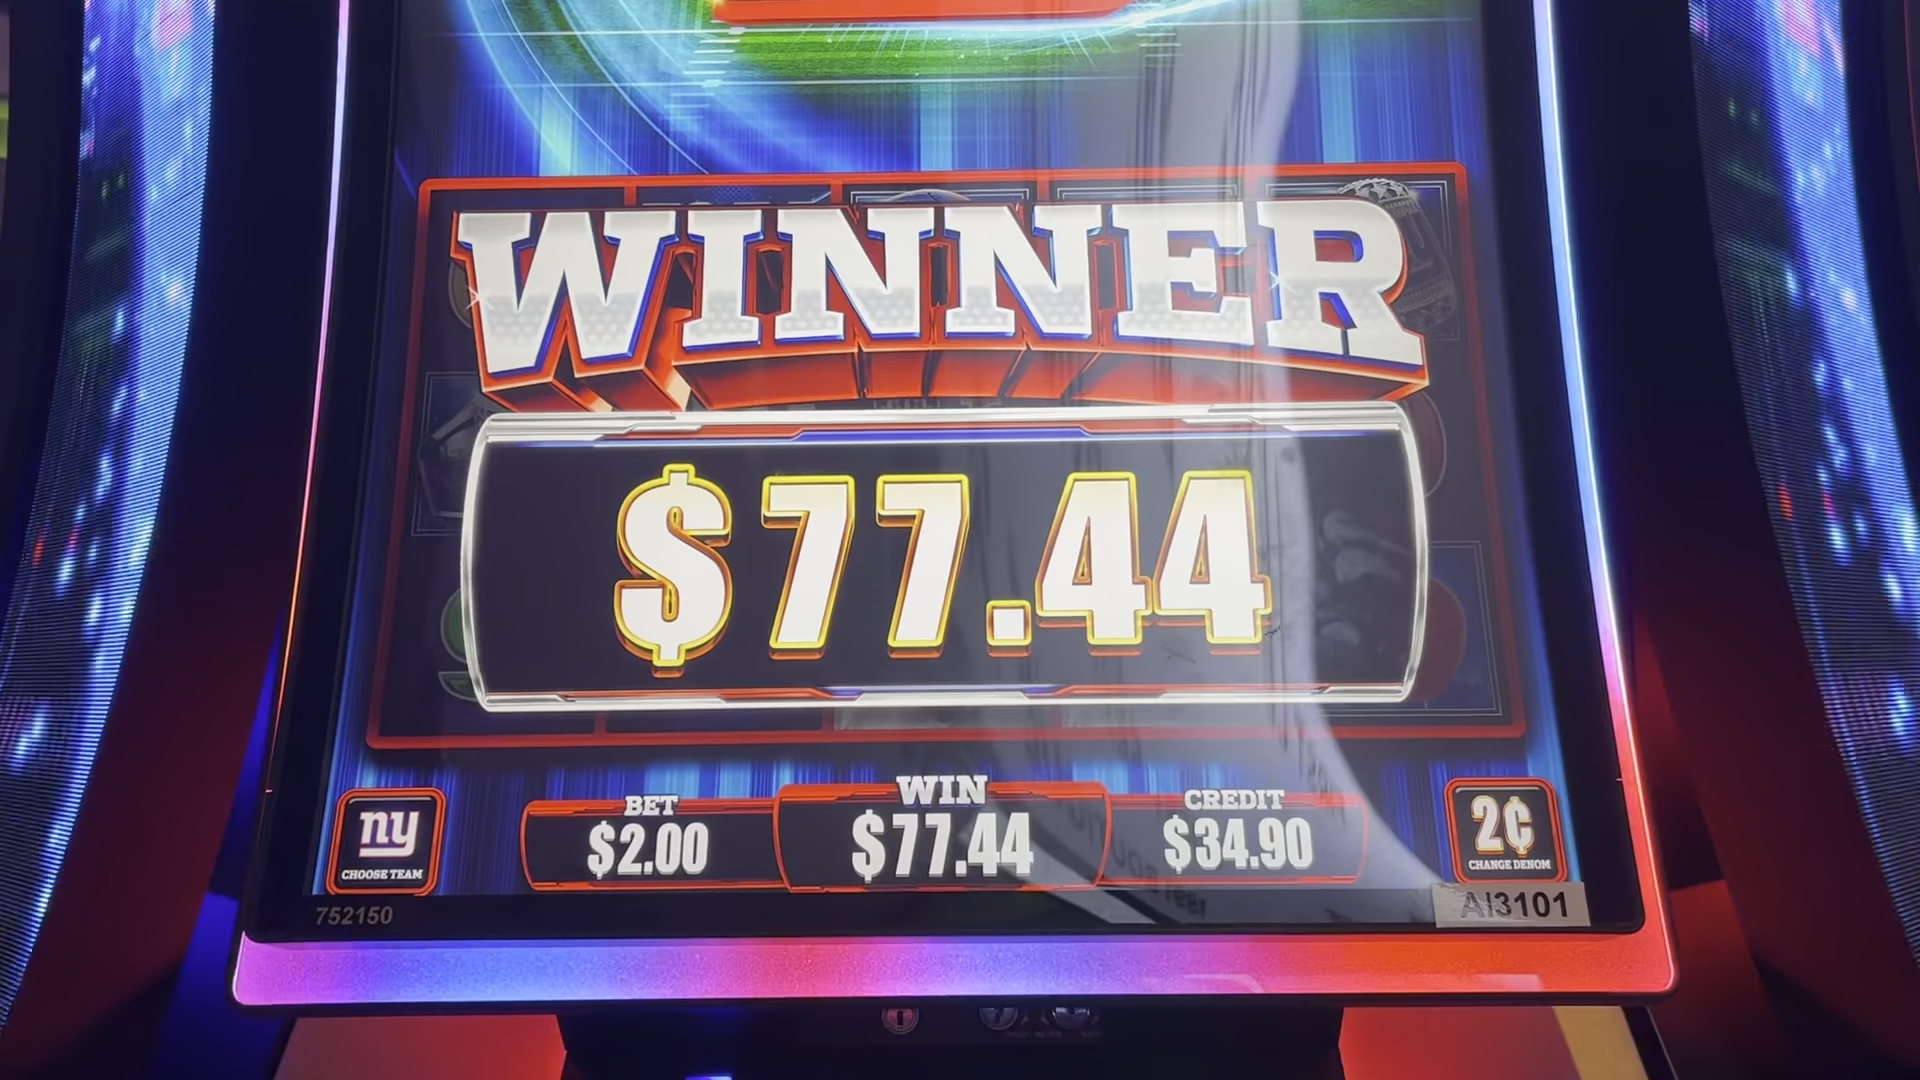 WINNER
$77.44
BET
$2.00
WIN
$77.44
CREDIT
$34.90
ny
CHOOSE TEAM
2¢
CHANGE DENOM
752150
AI3101